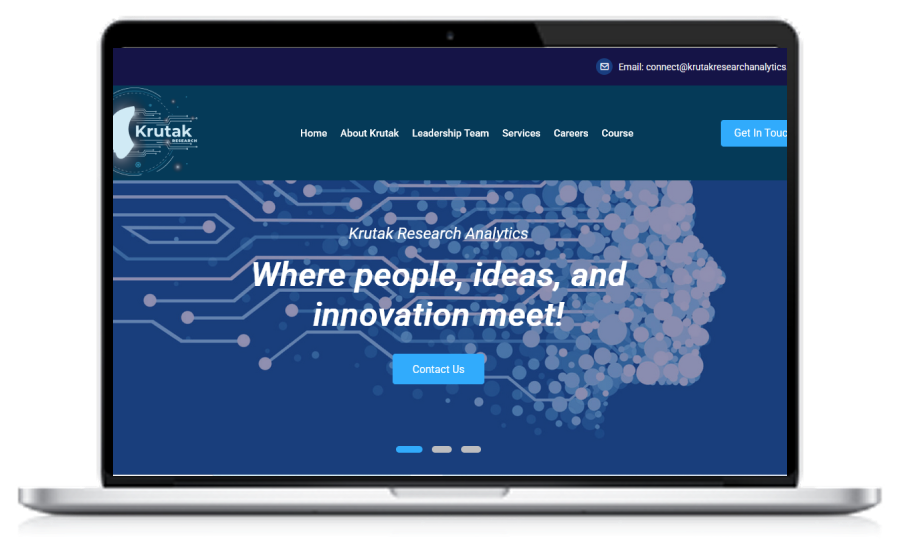 Email: connect@krutakresearchanalytics.
Krutak
RESEARCH
Home About Krutak Leadership Team Services Careers Course
Get In Touc
Krutak Research Analytics
Where people, ideas, and
innovation meet!
Contact Us